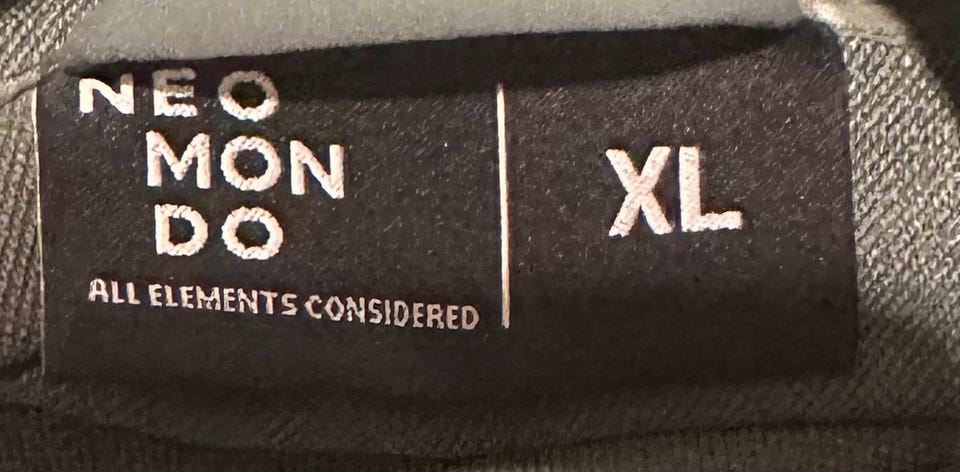 NEO
MON
DO
ALL ELEMENTS CONSIDERED
XL